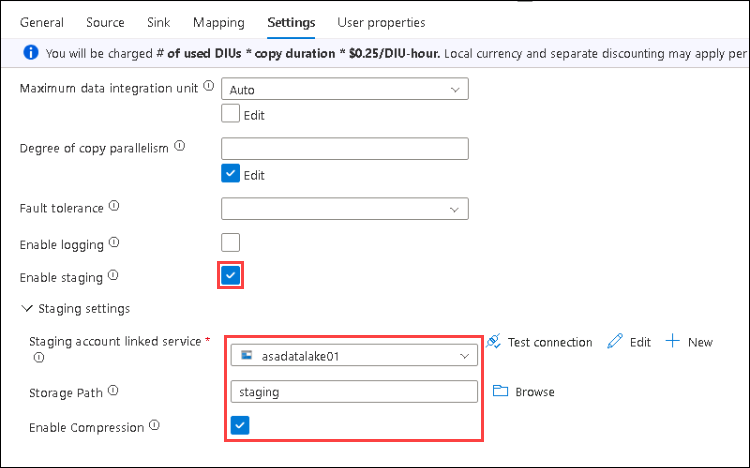 General Source Sink Mapping Settings User properties
You will be charged # of used DIUs * copy duration * $0.25/DIU-hour. Local currency and separate discounting may apply per
Maximum data integration unit Auto
Edit
Degree of copy parallelism
Edit
Fault tolerance
Enable logging
Enable staging
Staging settings
Staging account linked service * asadatalake01 Test connection Edit New
Storage Path staging Browse
Enable Compression